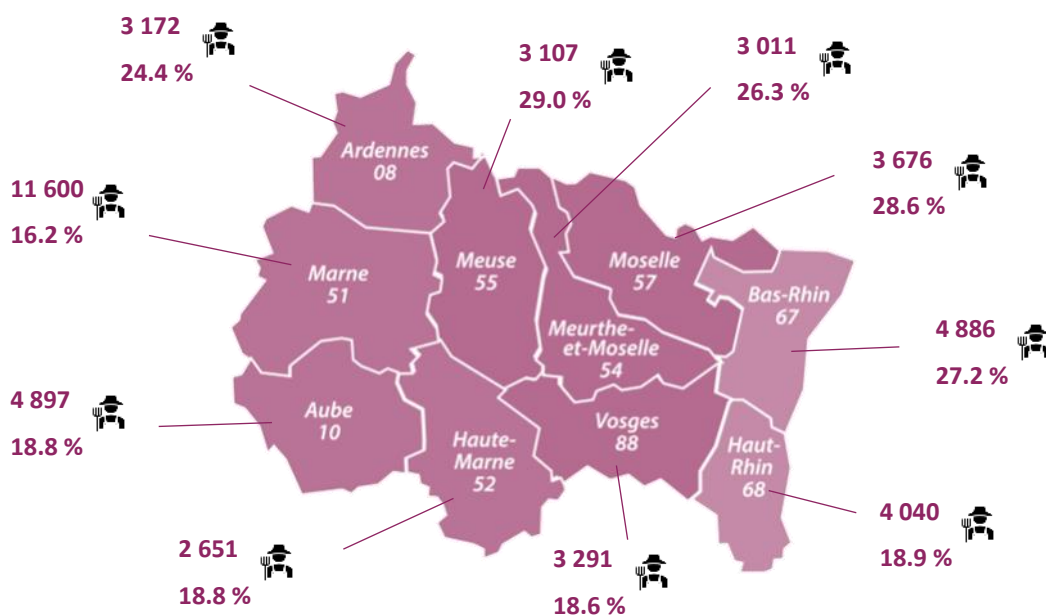 3 172
24.4 %
3 107
29.0 %
3 011
26.3 %
3 676
28.6 %
11 600
16.2 %
4 886
27.2 %
4 897
18.8 %
4 040
18.9 %
2 651
18.8 %
3 291
18.6 %
Ardennes
08
Marne
51
Meuse
55
Moselle
57
Bas-Rhin
67
Meurthe-
et-Moselle
54
Aube
10
Haute-
Marne
52
Vosges
88
Haut-
Rhin
68